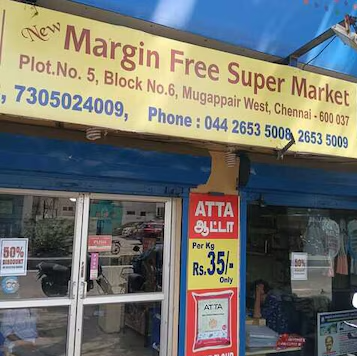 New
Margin Free Super Market
Plot.No. 5, Block No.6, Mugappair West, Chennai - 600 037
7305024009, Phone : 044 2653 5008, 2653 5009
ATTA
ஆட்டா
Per Kg
Rs.35/-
Only
ATTA
50%
DISCOUNT
50%